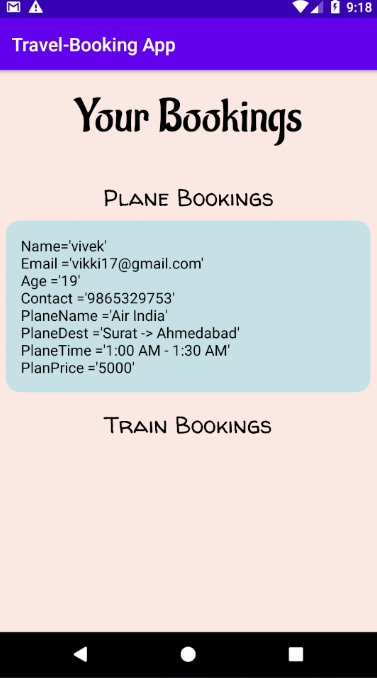 9:18
Travel-Booking App
Your Bookings
Plane Bookings
Name='vivek'
Email ='vikki17@gmail.com'
Age ='19'
Contact ='9865329753'
PlaneName ='Air India'
PlaneDest ='Surat -> Ahmedabad'
PlaneTime ='1:00 AM - 1:30 AM'
PlanPrice ='5000'
Train Bookings